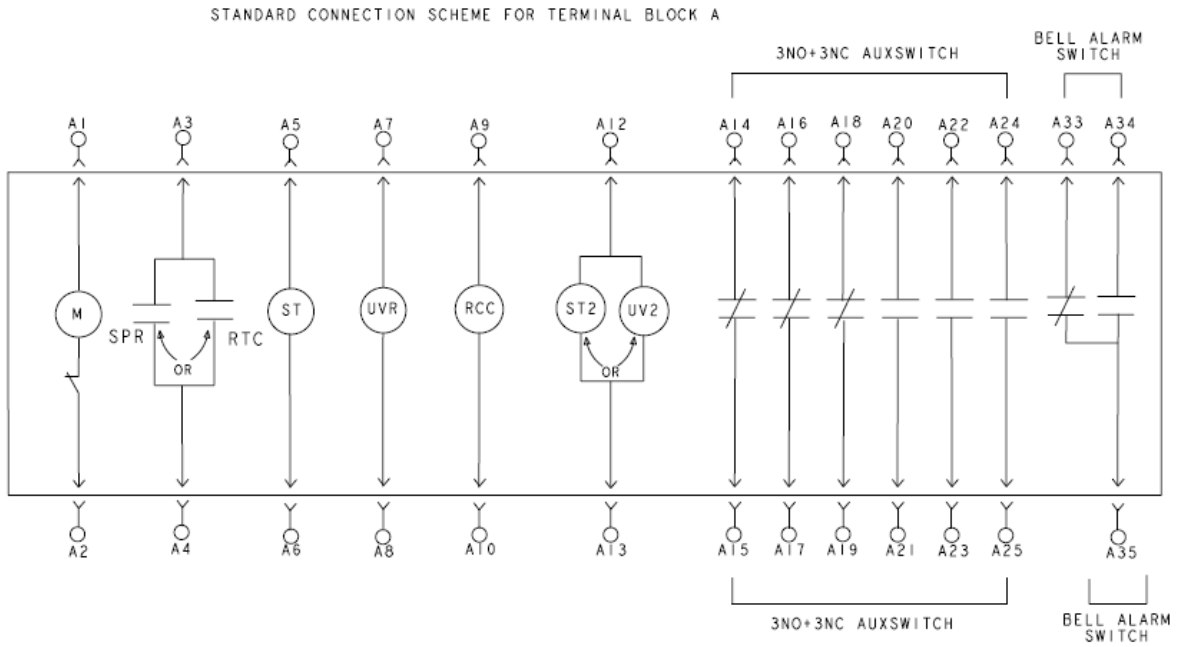 STANDARD CONNECTION SCHEME FOR TERMINAL BLOCK A
3NO+3NC AUXSWITCH
BELL ALARM
SWITCH
A1 A3 A5 A7 A9 A12 A14 A16 A18 A20 A22 A24 A33 A34
M SPR OR RTC ST UVR RCC ST2 OR UV2
A2 A4 A6 A8 A10 A13 A15 A17 A19 A21 A23 A25 A35
3NO+3NC AUXSWITCH
BELL ALARM
SWITCH